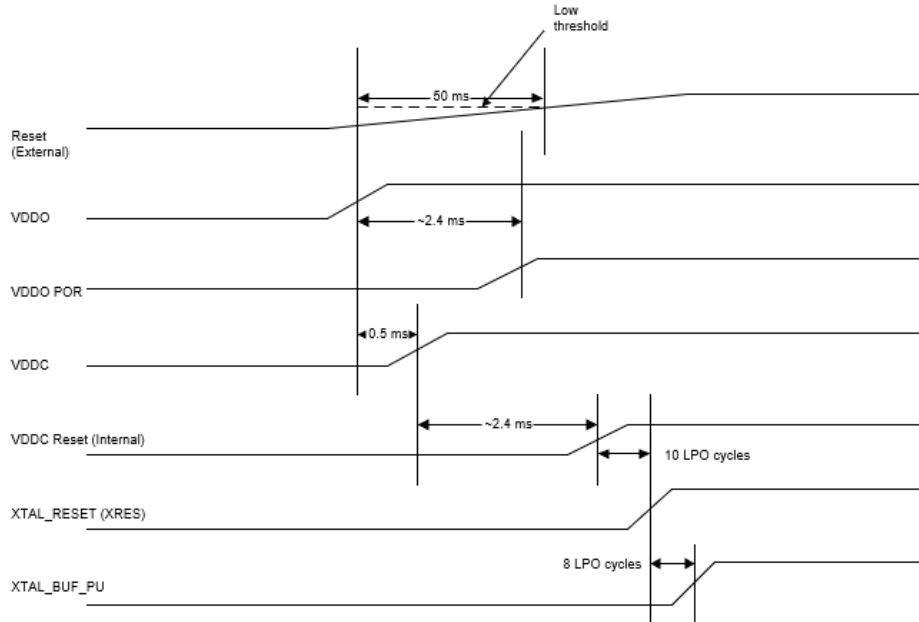 Low
threshold
50 ms
Reset
(External)
VDDO
~2.4 ms
VDDO POR
0.5 ms
VDDC
~2.4 ms
VDDC Reset (Internal)
10 LPO cycles
XTAL_RESET (XRES)
8 LPO cycles
XTAL_BUF_PU